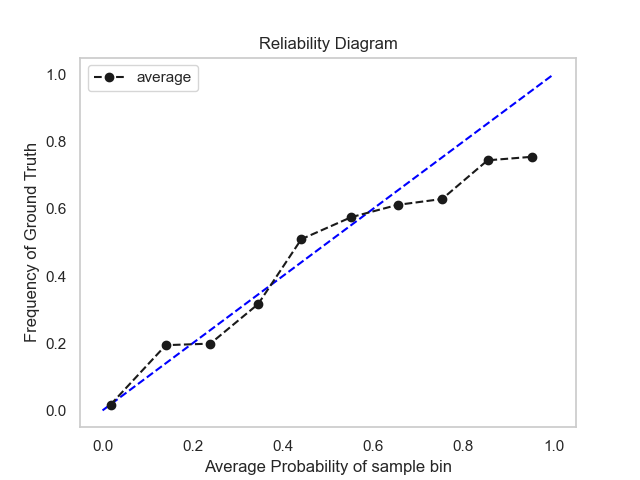 Reliability Diagram
average
Frequency of Ground Truth
1.0
0.8
0.6
0.4
0.2
0.0
0.0 0.2 0.4 0.6 0.8 1.0
Average Probability of sample bin